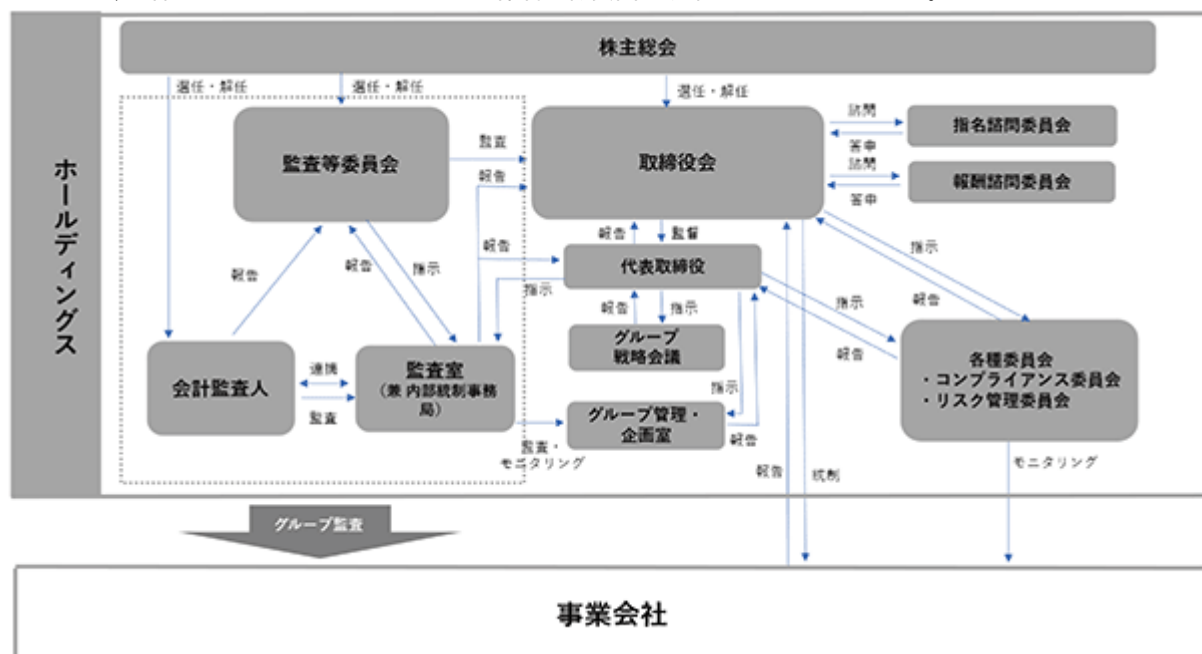 株主総会
選任・解任
選任・解任
選任・解任
ホールディングス
監査等委員会
監査
報告
取締役会
諮問
答申
指名諮問委員会
諮問
答申
報酬諮問委員会
報告
監督
報告
指示
代表取締役
指示
報告
報告
報告
指示
指示
報告
指示
報告
グループ
戦略会議
会計監査人
連携
監査
監査室
(兼 内部統制事務
局)
各種委員会
・コンプライアンス委員会
・リスク管理委員会
指示
グループ管理・
企画室
報告
監査・
モニタリング
報告
統制
モニタリング
グループ監査
事業会社